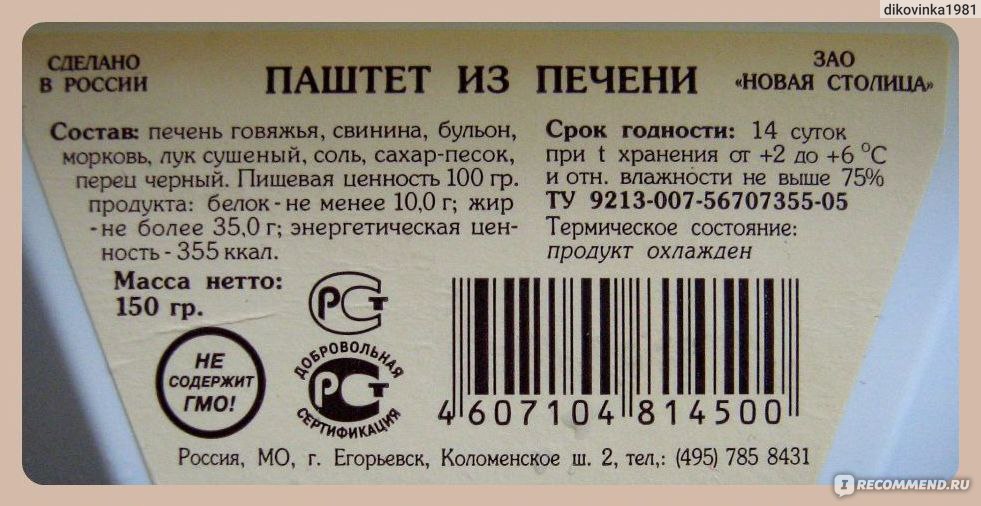 dikovinka1981
СДЕЛАНО
В РОССИИ
ПАШТЕТ ИЗ ПЕЧЕНИ
ЗАО
«НОВАЯ СТОЛИЦА»
Состав: печень говяжья, свинина, бульон,
морковь, лук сушеный, соль, сахар-песок,
перец черный. Пищевая ценность 100 гр.
продукта: белок - не менее 10,0 г; жир
- не более 35,0 г; энергетическая цен-
ность - 355 ккал.
Масса нетто:
150 гр.
Срок годности: 14 суток
при t хранения от +2 до +6 °С
и отн. влажности не выше 75%
ТУ 9213-007-56707355-05
Термическое состояние:
продукт охлажден
РСТ
НЕ
СОДЕРЖИТ
ГМО!
ДОБРОВОЛЬНАЯ
РСТ
СЕРТИФИКАЦИЯ
4 607104 814500
Россия, МО, г. Егорьевск, Коломенское ш. 2, тел,: (495) 785 8431
I RECOMMEND.RU